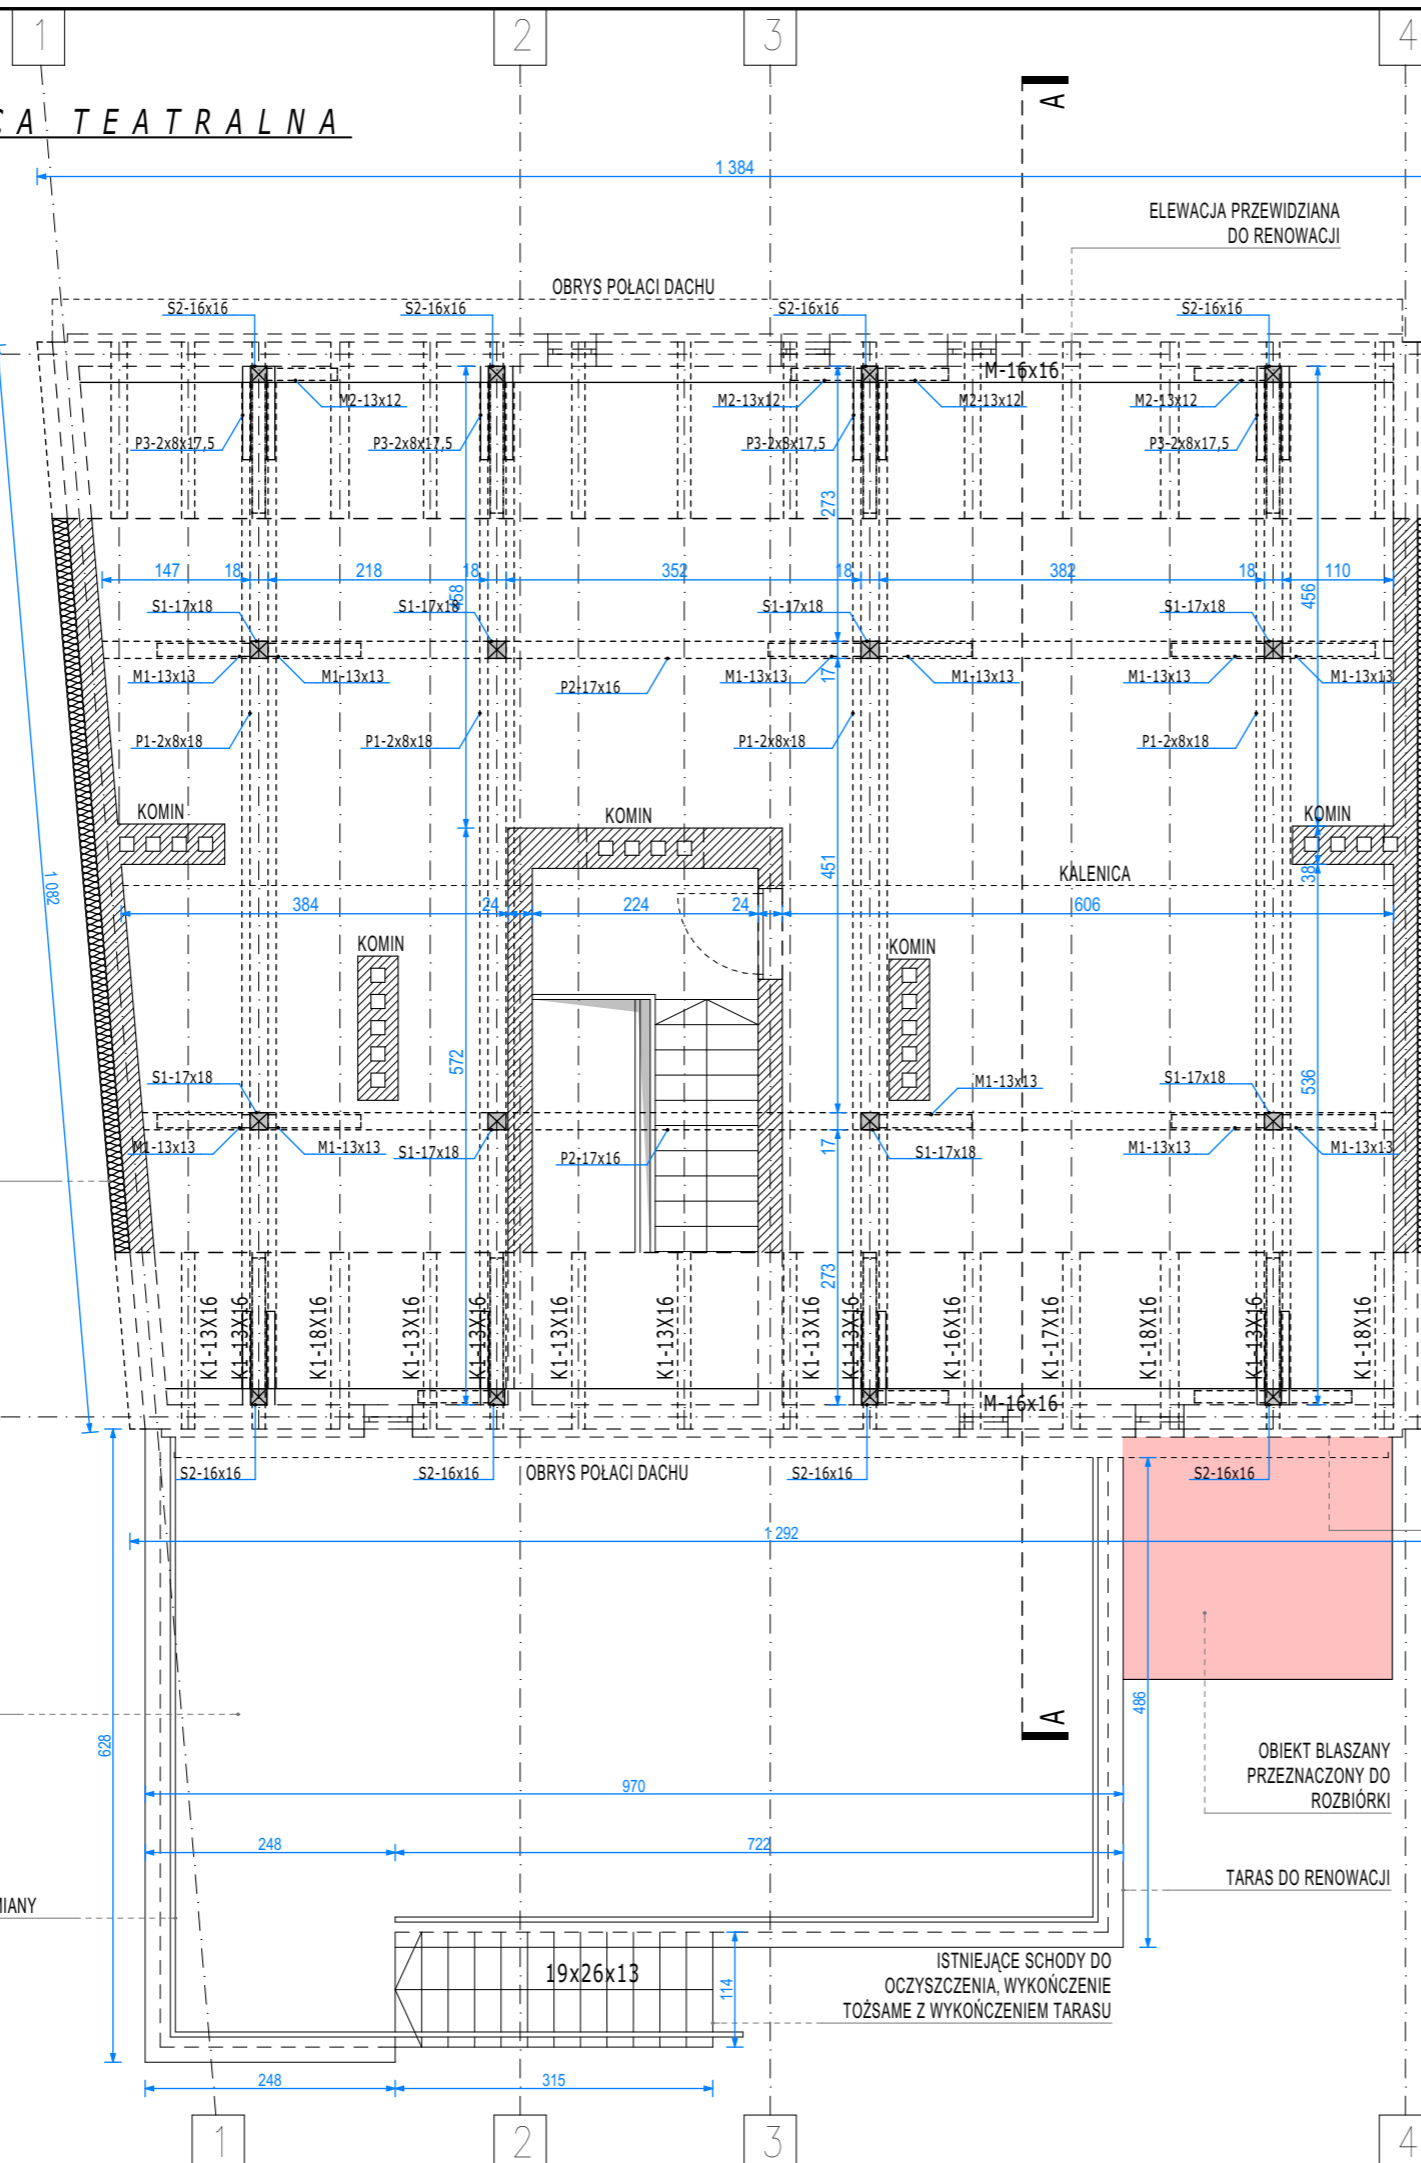 1
2
3
4
CA TEATRALNA
A
1 384
ELEWACJA PRZEWIDZIANA
DO RENOWACJI
OBRYS POŁACI DACHU
S2-16x16
S2-16x16
S2-16x16
S2-16x16
M-16x16
M2-13x12
M2-13x12
M2-13x12
M2-13x12
P3-2x8x17,5
P3-2x8x17,5
P3-2x8x17,5
P3-2x8x17,5
273
147
18
218
18
352
18
382
18
110
458
456
S1-17x18
S1-17x18
S1-17x18
S1-17x18
M1-13x13
M1-13x13
M1-13x13
M1-13x13
M1-13x13
M1-13x13
17
P2-17x16
P1-2x8x18
P1-2x8x18
P1-2x8x18
P1-2x8x18
KOMIN
KOMIN
KOMIN
1 082
451
38
KALENICA
384
24
224
24
606
KOMIN
KOMIN
572
536
S1-17x18
M1-13x13
S1-17x18
M1-13x13
M1-13x13
S1-17x18
P2-17x16
17
S1-17x18
M1-13x13
M1-13x13
273
K1-13X16
K1-13X16
K1-18X16
K1-13X16
K1-13X16
K1-13X16
K1-13X16
K1-13X16
K1-13X16
K1-16X16
K1-17X16
K1-18X16
K1-13X16
K1-18X16
M-16x16
S2-16x16
S2-16x16
OBRYS POŁACI DACHU
S2-16x16
S2-16x16
1 292
628
486
A
OBIEKT BLASZANY
PRZEZNACZONY DO
ROZBIÓRKI
970
248
722
TARAS DO RENOWACJI
MIANY
19x26x13
114
ISTNIEJĄCE SCHODY DO
OCZYSZCZENIA, WYKOŃCZENIE
TOŻSAME Z WYKOŃCZENIEM TARASU
248
315
1
2
3
4